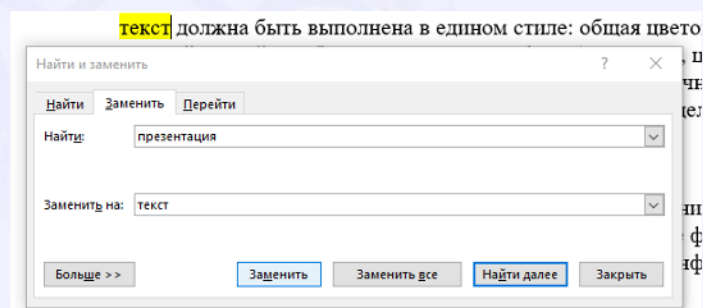 текст должна быть выполнена в едином стиле: общая
Найти и заменить ? ×
Найти Заменить Перейти
Найти: презентация
Заменить на: текст
Больше >> Заменить Заменить все Найти далее Закрыть